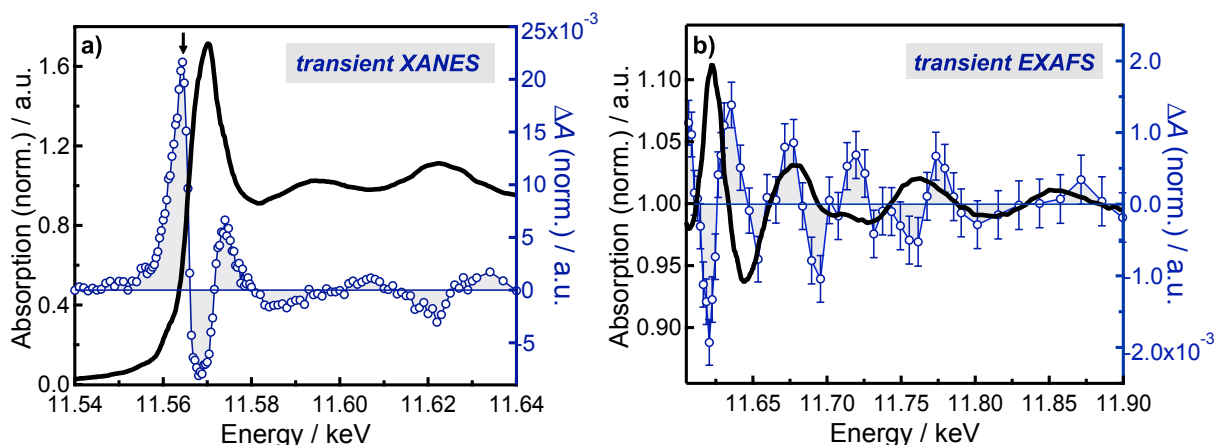 a)
transient XANES
Absorption (norm.) / a.u.
1.6
1.2
0.8
0.4
0.0
25x10⁻³
20
15
10
5
0
-5
ΔA (norm.) / a.u.
11.54 11.56 11.58 11.60 11.62 11.64
Energy / keV
b)
transient EXAFS
Absorption (norm.) / a.u.
1.10
1.05
1.00
0.95
0.90
2.0
1.0
0.0
-1.0
-2.0x10⁻³
ΔA (norm.) / a.u.
11.65 11.70 11.75 11.80 11.85 11.90
Energy / keV